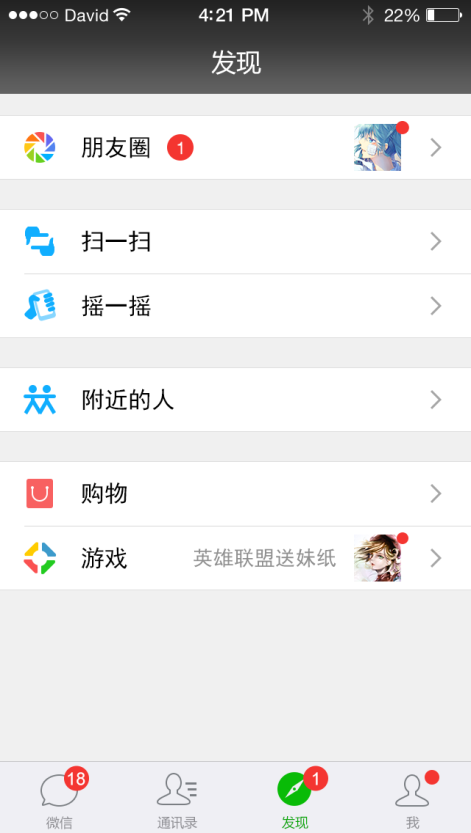 David 4:21 PM 22%
发现
朋友圈 1
扫一扫
摇一摇
附近的人
购物
游戏 英雄联盟送妹纸
18 1
微信 通讯录 发现 我